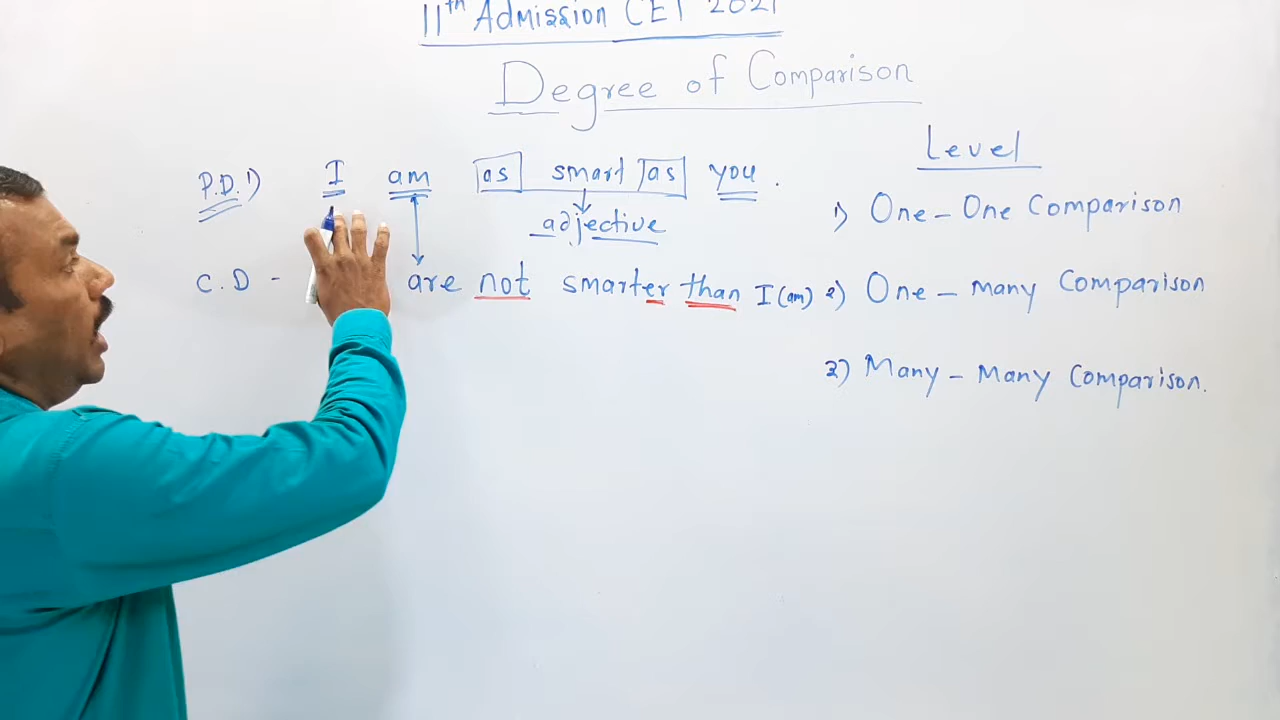 11th Admission CET 2021
Degree of Comparison
P.D. 1) I am as smart as you .
adjective
C.D - are not smarter than I (am)
Level
1) One - One Comparison
2) One - many Comparison
3) Many - Many Comparison.